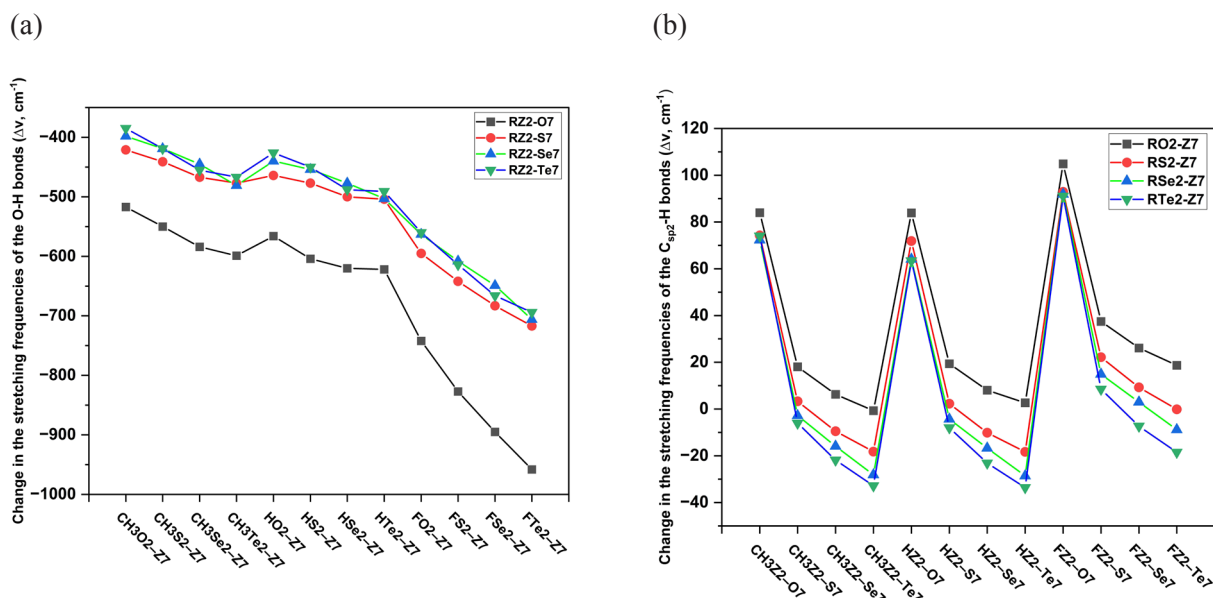 (a)
(b)
Change in the stretching frequencies of the O-H bonds (Δv, cm⁻¹)
−400
−500
−600
−700
−800
−900
−1000
RZ2-O7
RZ2-S7
RZ2-Se7
RZ2-Te7
CH3O2−Z7
CH3S2−Z7
CH3Se2−Z7
CH3Te2−Z7
HO2−Z7
HS2−Z7
HSe2−Z7
HTe2−Z7
FO2−Z7
FS2−Z7
FSe2−Z7
FTe2−Z7
Change in the stretching frequencies of the Csp2-H bonds (Δv, cm⁻¹)
120
100
80
60
40
20
0
−20
−40
RO2-Z7
RS2-Z7
RSe2-Z7
RTe2-Z7
CH3Z2−O7
CH3Z2−S7
CH3Z2−Se7
CH3Z2−Te7
HZ2−O7
HZ2−S7
HZ2−Se7
HZ2−Te7
FZ2−O7
FZ2−S7
FZ2−Se7
FZ2−Te7